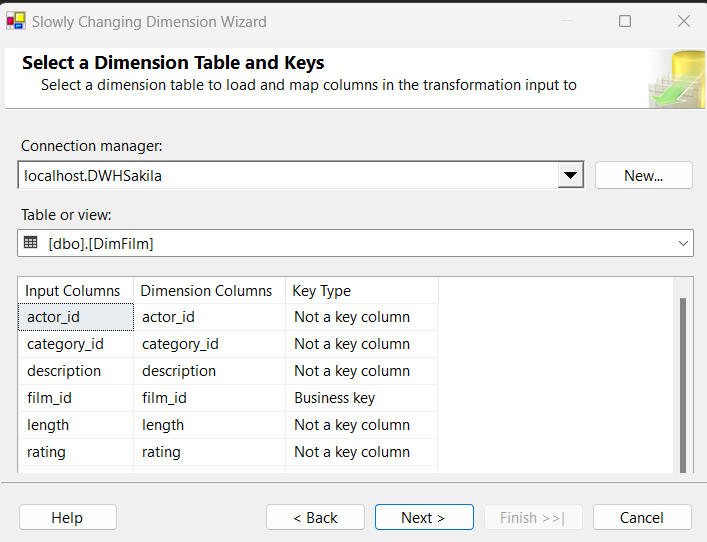 Slowly Changing Dimension Wizard
Select a Dimension Table and Keys
Select a dimension table to load and map columns in the transformation input to
Connection manager:
localhost.DWHSakila New...
Table or view:
[dbo].[DimFilm]
Input Columns Dimension Columns Key Type
actor_id actor_id Not a key column
category_id category_id Not a key column
description description Not a key column
film_id film_id Business key
length length Not a key column
rating rating Not a key column
Help < Back Next > Finish >>| Cancel